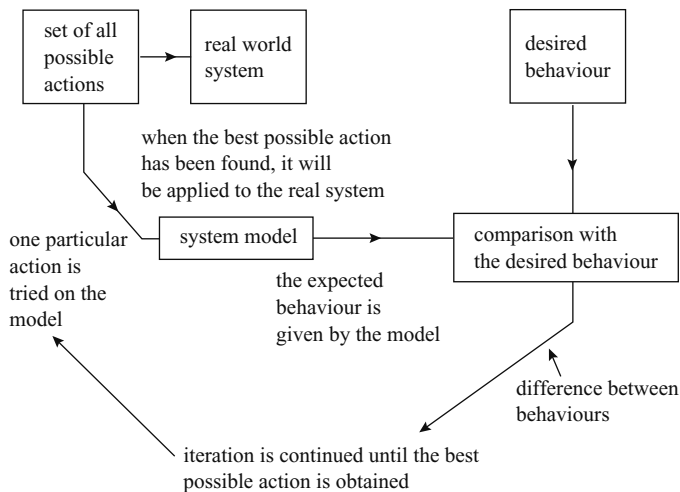 set of all
possible
actions
real world
system
desired
behaviour
when the best possible action
has been found, it will
be applied to the real system
one particular
action is
tried on the
model
system model
comparison with
the desired behaviour
the expected
behaviour is
given by the model
difference between
behaviours
iteration is continued until the best
possible action is obtained